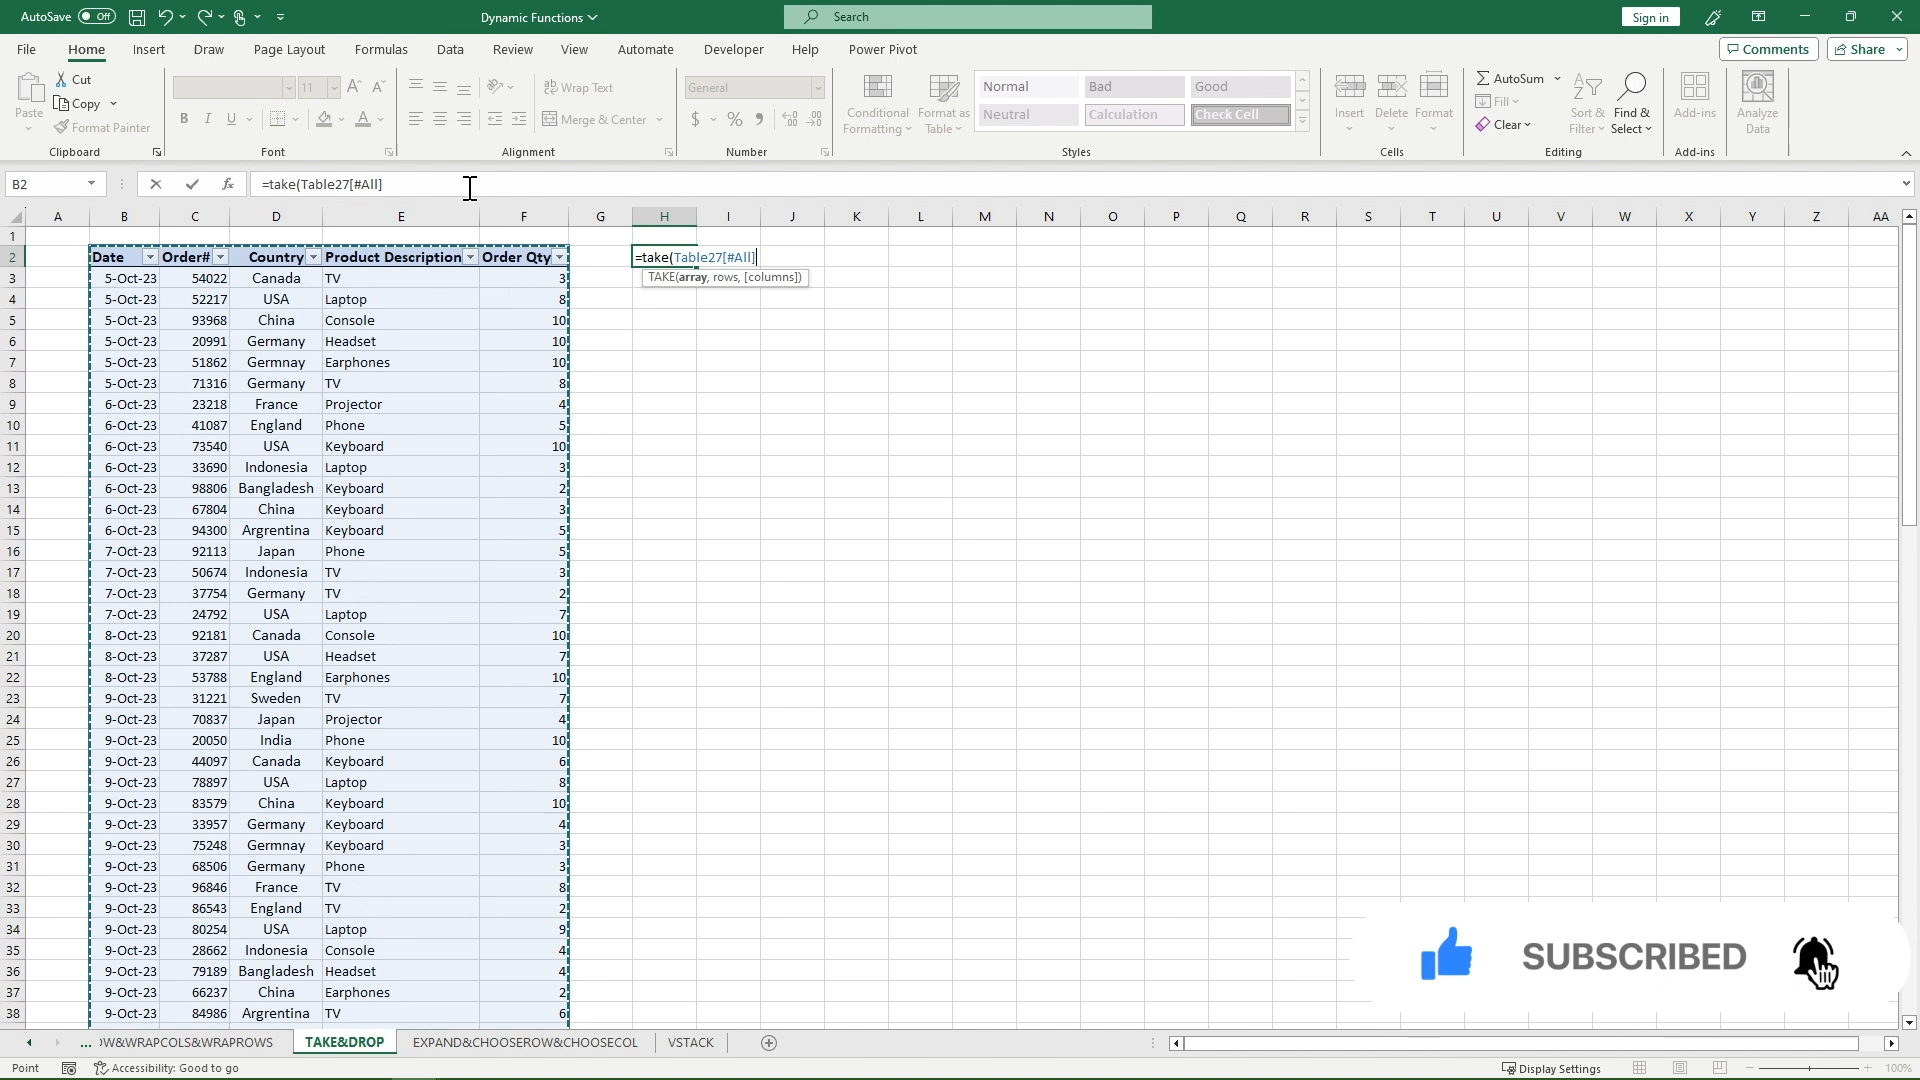 AutoSave Off Dynamic Functions Search Sign in
File Home Insert Draw Page Layout Formulas Data Review View Automate Developer Help Power Pivot Comments Share
Paste Cut Copy Format Painter Clipboard
11 Font
Wrap Text Merge & Center Alignment
General $ % Number
Conditional Formatting Format as Table Normal Bad Good Neutral Calculation Check Cell Styles
Insert Delete Format Cells
AutoSum Fill Clear Sort & Filter Find & Select Editing
Add-ins Add-ins
Analyze Data
B2 fx =take(Table27[#All]
A B C D E F G H I J K L M N O P Q R S T U V W X Y Z AA
1
2 Date Order# Country Product Description Order Qty =take(Table27[#All]
TAKE(array, rows, [columns])
3 5-Oct-23 54022 Canada TV 3
4 5-Oct-23 52217 USA Laptop 8
5 5-Oct-23 93968 China Console 10
6 5-Oct-23 20991 Germany Headset 10
7 5-Oct-23 51862 Germnay Earphones 10
8 5-Oct-23 71316 Germany TV 8
9 6-Oct-23 23218 France Projector 4
10 6-Oct-23 41087 England Phone 5
11 6-Oct-23 73540 USA Keyboard 10
12 6-Oct-23 33690 Indonesia Laptop 3
13 6-Oct-23 98806 Bangladesh Keyboard 2
14 6-Oct-23 67804 China Keyboard 3
15 6-Oct-23 94300 Argrentina Keyboard 5
16 7-Oct-23 92113 Japan Phone 5
17 7-Oct-23 50674 Indonesia TV 3
18 7-Oct-23 37754 Germany TV 2
19 7-Oct-23 24792 USA Laptop 7
20 8-Oct-23 92181 Canada Console 10
21 8-Oct-23 37287 USA Headset 7
22 8-Oct-23 53788 England Earphones 10
23 9-Oct-23 31221 Sweden TV 7
24 9-Oct-23 70837 Japan Projector 4
25 9-Oct-23 20050 India Phone 10
26 9-Oct-23 44097 Canada Keyboard 6
27 9-Oct-23 78897 USA Laptop 8
28 9-Oct-23 83579 China Keyboard 10
29 9-Oct-23 33957 Germany Keyboard 4
30 9-Oct-23 75248 Germnay Keyboard 3
31 9-Oct-23 68506 Germany Phone 3
32 9-Oct-23 96846 France TV 8
33 9-Oct-23 86543 England TV 2
34 9-Oct-23 80254 USA Laptop 9
35 9-Oct-23 28662 Indonesia Console 4
36 9-Oct-23 79189 Bangladesh Headset 4
37 9-Oct-23 66237 China Earphones 2
38 9-Oct-23 84986 Argrentina TV 6
SUBSCRIBED
... OW&WRAPCOLS&WRAPROWS TAKE&DROP EXPAND&CHOOSEROW&CHOOSECOL VSTACK
Point Accessibility: Good to go Display Settings 100%